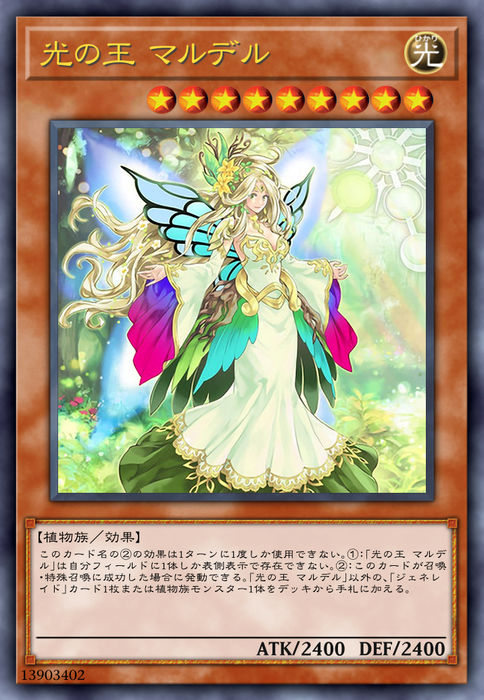 光の王 マルデル
ひかり
光
【植物族／効果】
このカード名の②の効果は1ターンに1度しか使用できない。①:「光の王 マルデ
ル」は自分フィールドに1体しか表側表示で存在できない。②:このカードが召喚
・特殊召喚に成功した場合に発動できる。「光の王 マルデル」以外の、「ジェネレ
イド」カード1枚または植物族モンスター1体をデッキから手札に加える。
ATK/2400 DEF/2400
13903402